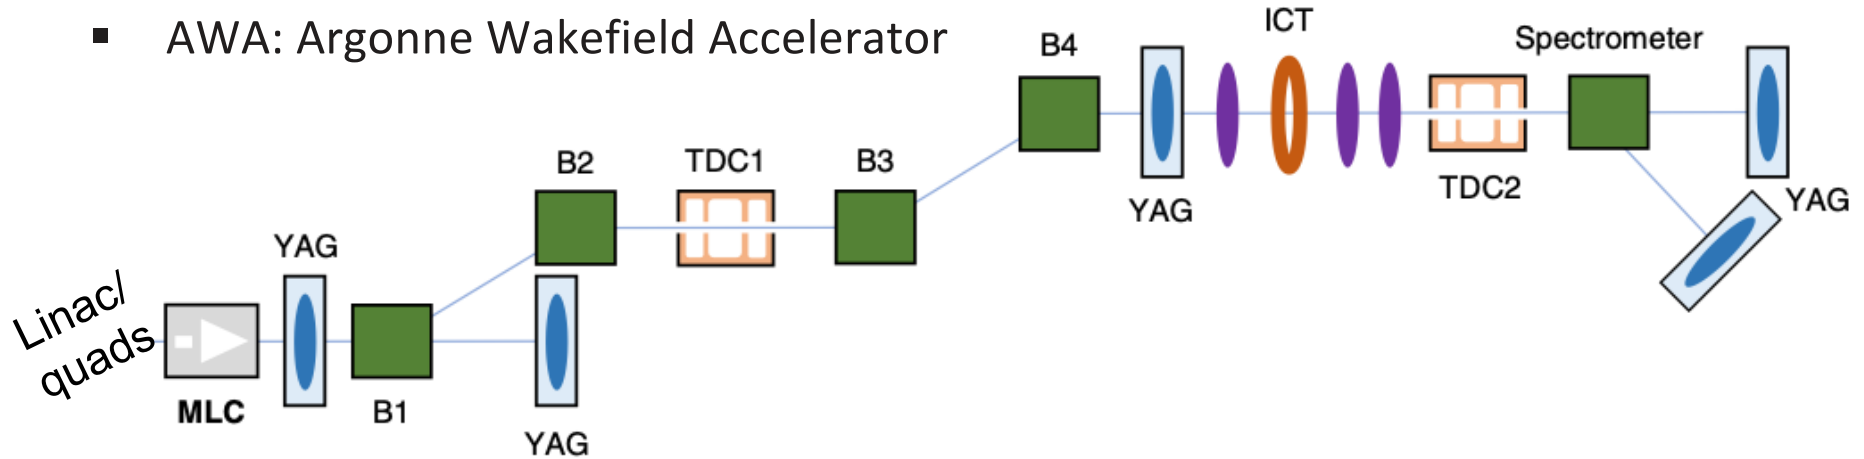 ▪ AWA: Argonne Wakefield Accelerator
ICT
B4
Spectrometer
B2
TDC1
B3
TDC2
YAG
YAG
YAG
Linac/
quads
MLC
B1
YAG